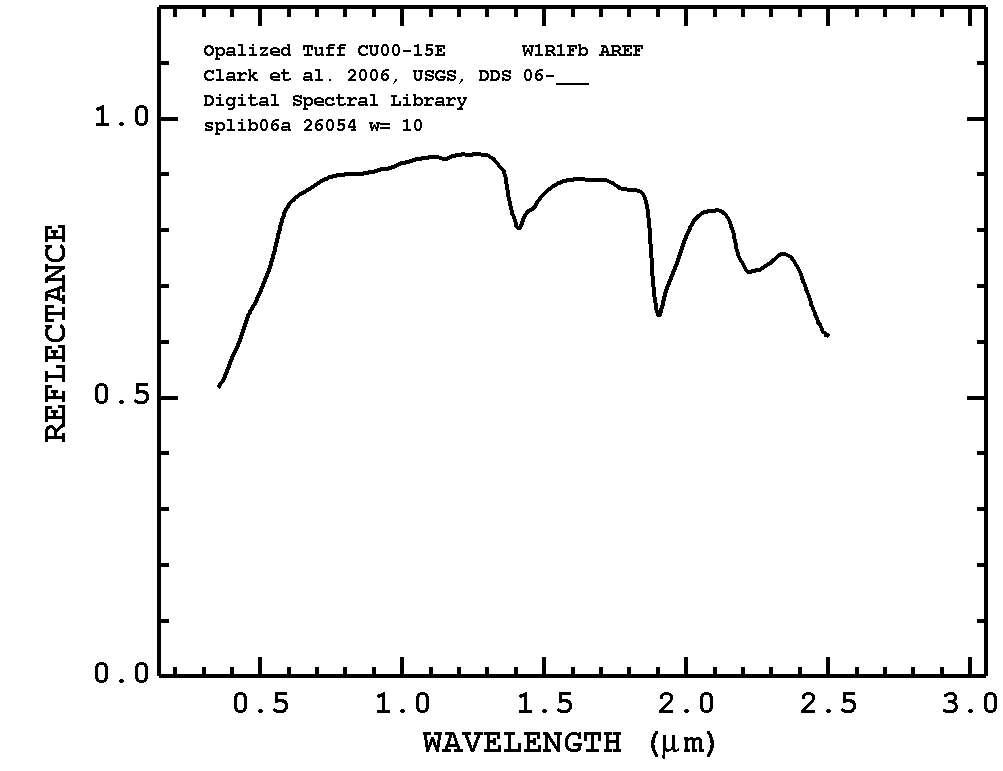 Opalized Tuff CU00-15E W1R1Fb AREF
Clark et al. 2006, USGS, DDS 06-___
Digital Spectral Library
splib06a 26054 w= 10
1.0
0.5
0.0
REFLECTANCE
0.5 1.0 1.5 2.0 2.5 3.0
WAVELENGTH (μm)